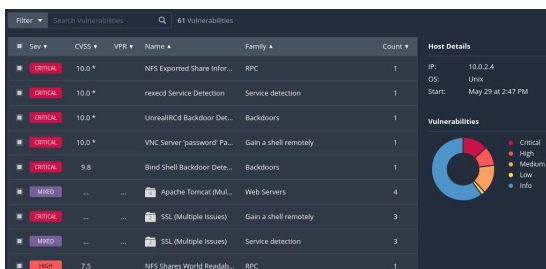 Filter ▾ Search Vulnerabilities 61 Vulnerabilities
Sev ▾ CVSS ▾ VPR ▾ Name ▴ Family ▴ Count ▾
CRITICAL 10.0 * NFS Exported Share Infor... RPC 1
CRITICAL 10.0 * rexecd Service Detection Service detection 1
CRITICAL 10.0 * UnrealIRCd Backdoor Det... Backdoors 1
CRITICAL 10.0 * VNC Server 'password' Pa... Gain a shell remotely 1
CRITICAL 9.8 Bind Shell Backdoor Dete... Backdoors 1
MIXED ... ... Apache Tomcat (Mul... Web Servers 4
CRITICAL ... ... SSL (Multiple Issues) Gain a shell remotely 3
MIXED ... ... SSL (Multiple Issues) Service detection 3
HIGH 7.5 NFS Shares World Readab... RPC 1
Host Details
IP: 10.0.2.4
OS: Unix
Start: May 29 at 2:47 PM
Vulnerabilities
Critical
High
Medium
Low
Info